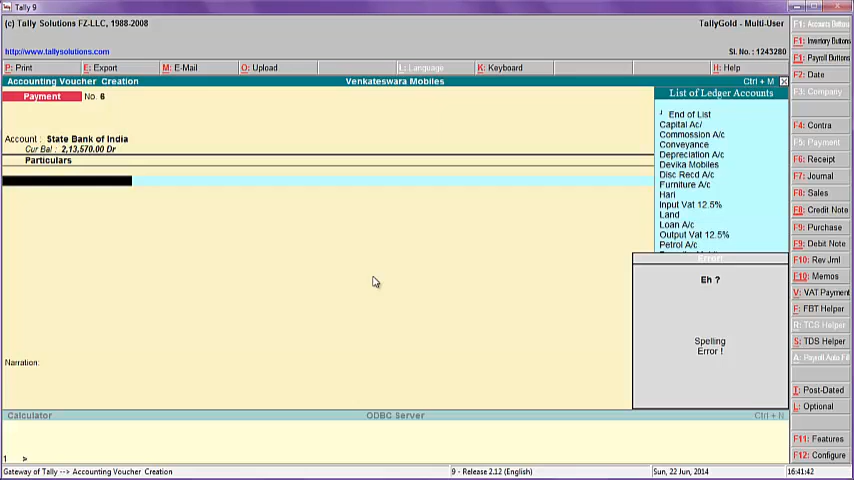 Tally 9
(c) Tally Solutions FZ-LLC, 1988-2008
TallyGold - Multi-User
http://www.tallysolutions.com
Sl. No. : 1243280
P: Print
E: Export
M: E-Mail
O: Upload
L: Language
K: Keyboard
H: Help
Accounting Voucher Creation
Venkateswara Mobiles
Ctrl + M
Payment No. 6
Account : State Bank of India
Cur Bal : 2,13,570.00 Dr
Particulars
List of Ledger Accounts
End of List
Capital Ac/
Commossion A/c
Conveyance
Depreciation A/c
Devika Mobiles
Disc Recd A/c
Furniture A/c
Hari
Input Vat 12.5%
Land
Loan A/c
Output Vat 12.5%
Petrol A/c
Error!
Eh ?
Spelling
Error !
Narration:
F1: Accounts Buttons
F1: Inventory Buttons
F1: Payroll Buttons
F2: Date
F3: Company
F4: Contra
F5: Payment
F6: Receipt
F7: Journal
F8: Sales
F8: Credit Note
F9: Purchase
F9: Debit Note
F10: Rev Jrnl
F10: Memos
V: VAT Payment
F: FBT Helper
R: TCS Helper
S: TDS Helper
A: Payroll Auto Fill
T: Post-Dated
L: Optional
F11: Features
F12: Configure
Calculator
ODBC Server
Ctrl + N
1 >
Gateway of Tally --> Accounting Voucher Creation
9 - Release 2.12 (English)
Sun, 22 Jun, 2014
16:41:42